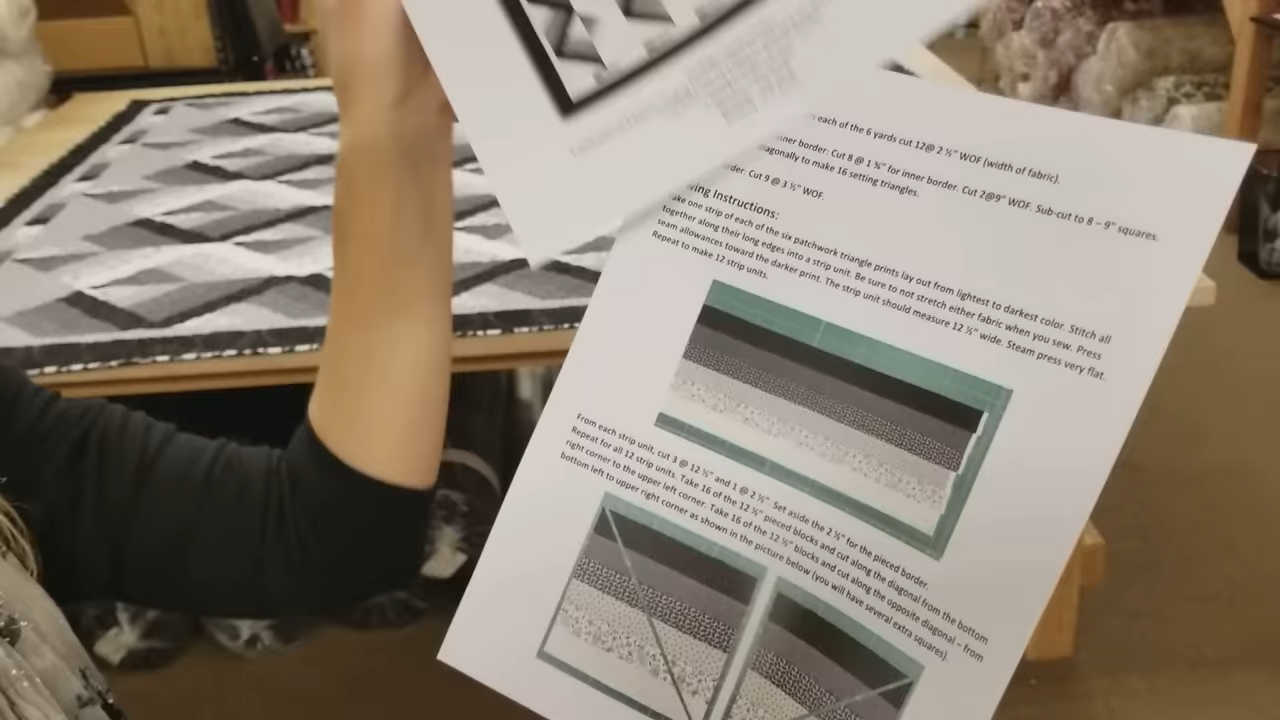 each of the 6 yards cut 12@ 2 ½" WOF (width of fabric).
border: Cut 8 @ 1 ¾" for inner border. Cut 2@9" WOF. Sub-cut to 8 – 9" squares.
to make 16 setting triangles.
Cut 9 @ 3 ½" WOF.
Instructions:
one strip of each of the six patchwork triangle prints lay out from lightest to darkest color. Stitch all
together along their long edges into a strip unit. Be sure to not stretch either fabric when you sew. Press
seam allowances toward the darker print. The strip unit should measure 12 ½" wide. Steam press very flat.
Repeat to make 12 strip units.
From each strip unit, cut 3 @ 12 ½" and 1 @ 2 ½". Set aside the 2 ½" for the pieced border.
Repeat for all 12 strip units. Take 16 of the 12 ½" pieced blocks and cut along the diagonal from the bottom
right corner to the upper left corner. Take 16 of the 12 ½" blocks and cut along the opposite diagonal – from
bottom left to upper right corner as shown in the picture below (you will have several extra squares).